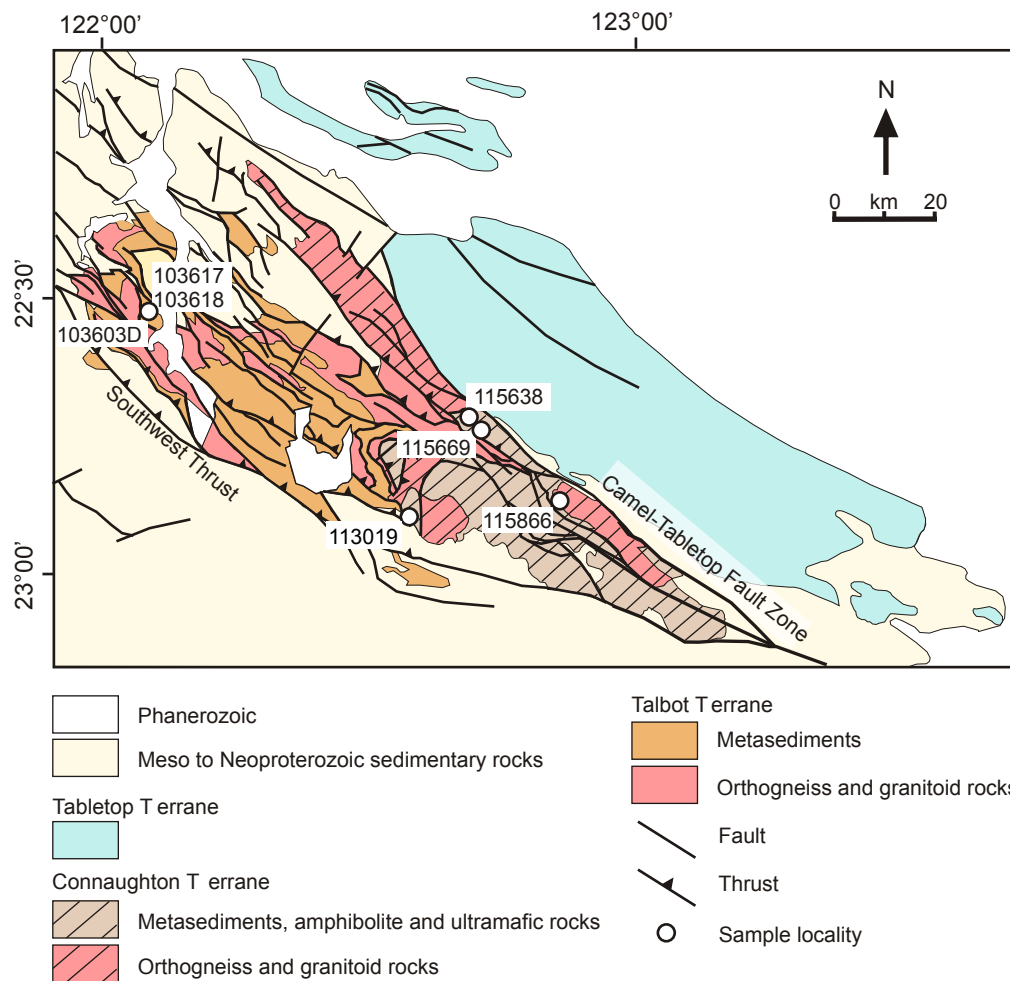 122°00’
123°00’
N
0 km 20
22°30’
23°00’
103617
103618
103603D
115638
115669
115866
113019
Southwest Thrust
Camel-Tabletop Fault Zone
Phanerozoic
Meso to Neoproterozoic sedimentary rocks
Tabletop T errane
Connaughton T errane
Metasediments, amphibolite and ultramafic rocks
Orthogneiss and granitoid rocks
Talbot T errane
Metasediments
Orthogneiss and granitoid rocks
Fault
Thrust
Sample locality